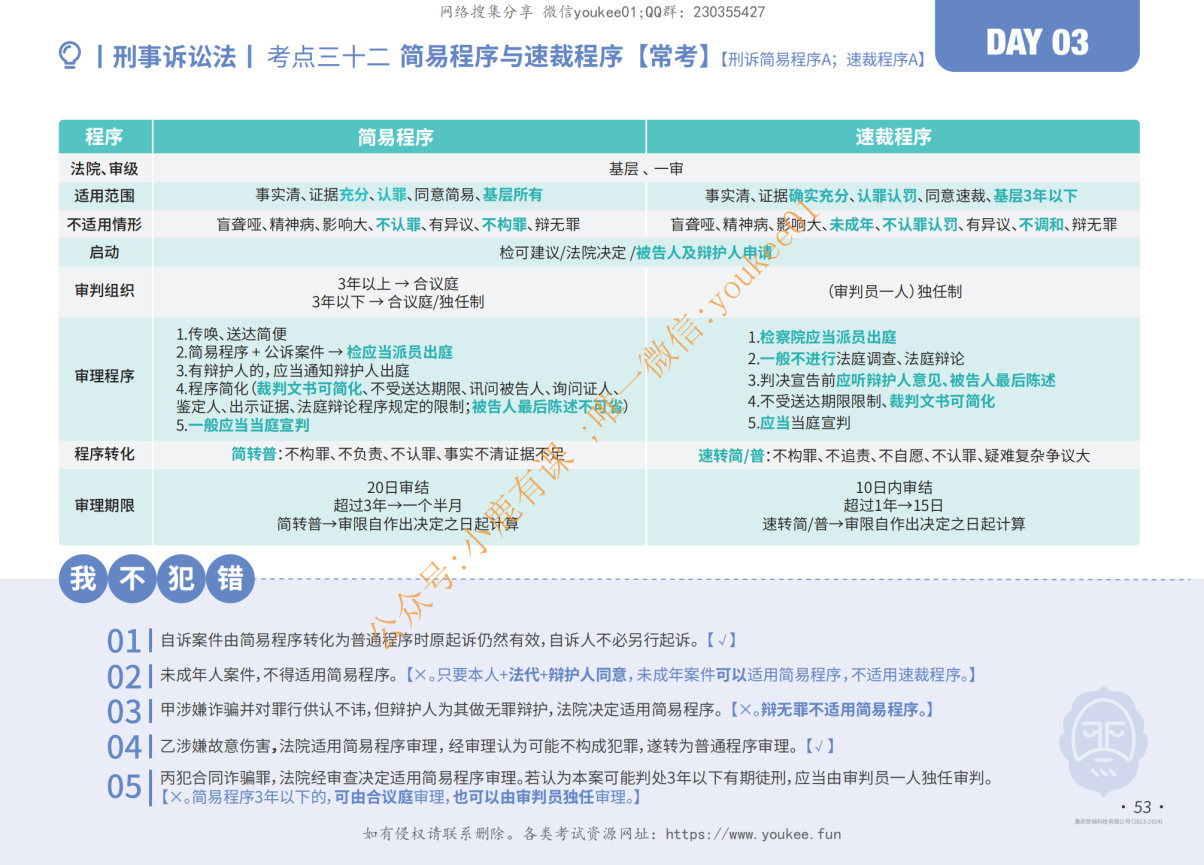 网络搜集分享 微信youkee01;QQ群：230355427
DAY 03
|刑事诉讼法| 考点三十二 简易程序与速裁程序【常考】【刑诉简易程序A；速裁程序A】
程序 简易程序 速裁程序
法院、审级 基层、一审
适用范围 事实清、证据充分、认罪、同意简易、基层所有 事实清、证据确实充分、认罪认罚、同意速裁、基层3年以下
不适用情形 盲聋哑、精神病、影响大、不认罪、有异议、不构罪、辩无罪 盲聋哑、精神病、影响大、未成年、不认罪认罚、有异议、不调和、辩无罪
启动 检可建议/法院决定/被告人及辩护人申请
审判组织
3年以上→合议庭
3年以下→合议庭/独任制
（审判员一人）独任制
审理程序
1.传唤、送达简便
2.简易程序+公诉案件→检应当派员出庭
3.有辩护人的，应当通知辩护人出庭
4.程序简化（裁判文书可简化、不受送达期限、讯问被告人、询问证人、
鉴定人、出示证据、法庭辩论程序规定的限制；被告人最后陈述不可省）
5.一般应当当庭宣判
1.检察院应当派员出庭
2.一般不进行法庭调查、法庭辩论
3.判决宣告前应听辩护人意见、被告人最后陈述
4.不受送达期限限制、裁判文书可简化
5.应当当庭宣判
程序转化 简转普：不构罪、不负责、不认罪、事实不清证据不足 速转简/普：不构罪、不追责、不自愿、不认罪、疑难复杂争议大
审理期限
20日审结
超过3年→一个半月
简转普→审限自作出决定之日起计算
10日内审结
超过1年→15日
速转简/普→审限自作出决定之日起计算
公众号：小鹿有课；唯一微信：youkee01
我不犯错
01 自诉案件由简易程序转化为普通程序时原起诉仍然有效，自诉人不必另行起诉。【√】
02 未成年人案件，不得适用简易程序。【×。只要本人+法代+辩护人同意，未成年案件可以适用简易程序，不适用速裁程序。】
03 甲涉嫌诈骗并对罪行供认不讳，但辩护人为其做无罪辩护，法院决定适用简易程序。【×。辩无罪不适用简易程序。】
04 乙涉嫌故意伤害，法院适用简易程序审理，经审理认为可能不构成犯罪，遂转为普通程序审理。【√】
05 丙犯合同诈骗罪，法院经审查决定适用简易程序审理。若认为本案可能判处3年以下有期徒刑，应当由审判员一人独任审判。
【×。简易程序3年以下的，可由合议庭审理，也可以由审判员独任审理。】
· 53 ·
如有侵权请联系删除。各类考试资源网址：https://www.youkee.fun